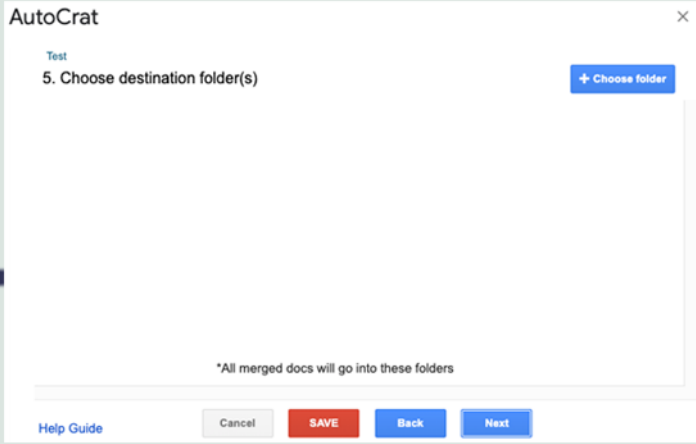 AutoCrat
×
Test
5. Choose destination folder(s)
+ Choose folder
*All merged docs will go into these folders
Help Guide
Cancel
SAVE
Back
Next